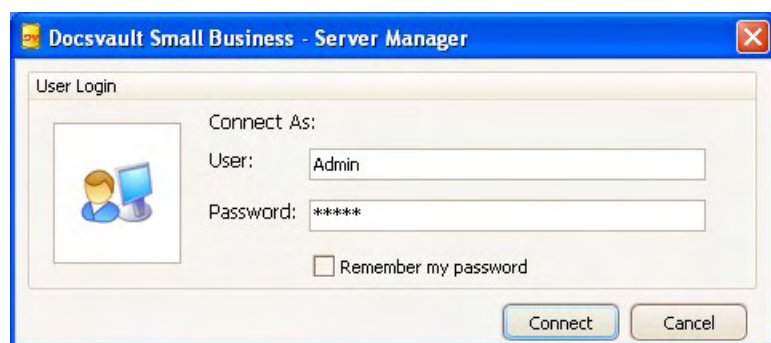 Docsvault Small Business - Server Manager
User Login
Connect As:
User: Admin
Password: *****
Remember my password
Connect Cancel